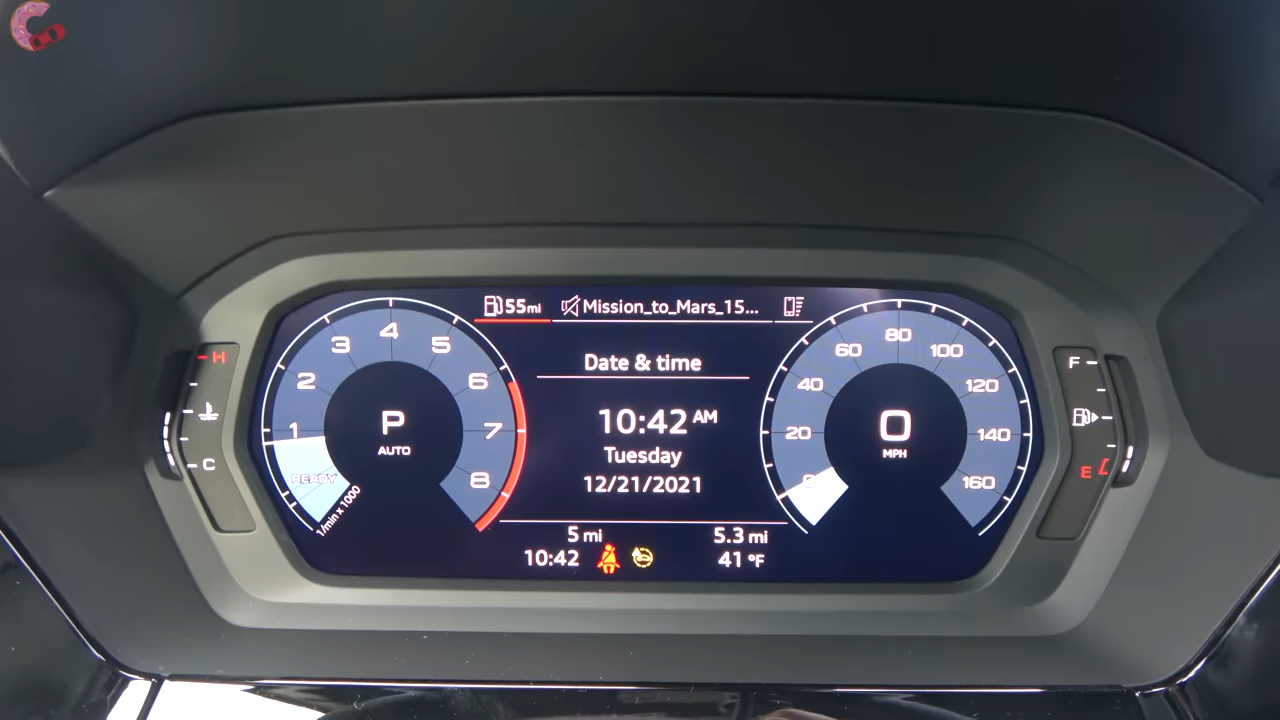 55mi
Mission_to_Mars_15...
Date & time
10:42 AM
Tuesday
12/21/2021
5 mi
5.3 mi
10:42
41 °F
1
2
3
4
5
6
7
8
P
AUTO
READY
1/min x 1000
0
20
40
60
80
100
120
140
160
0
MPH
H
C
F
E